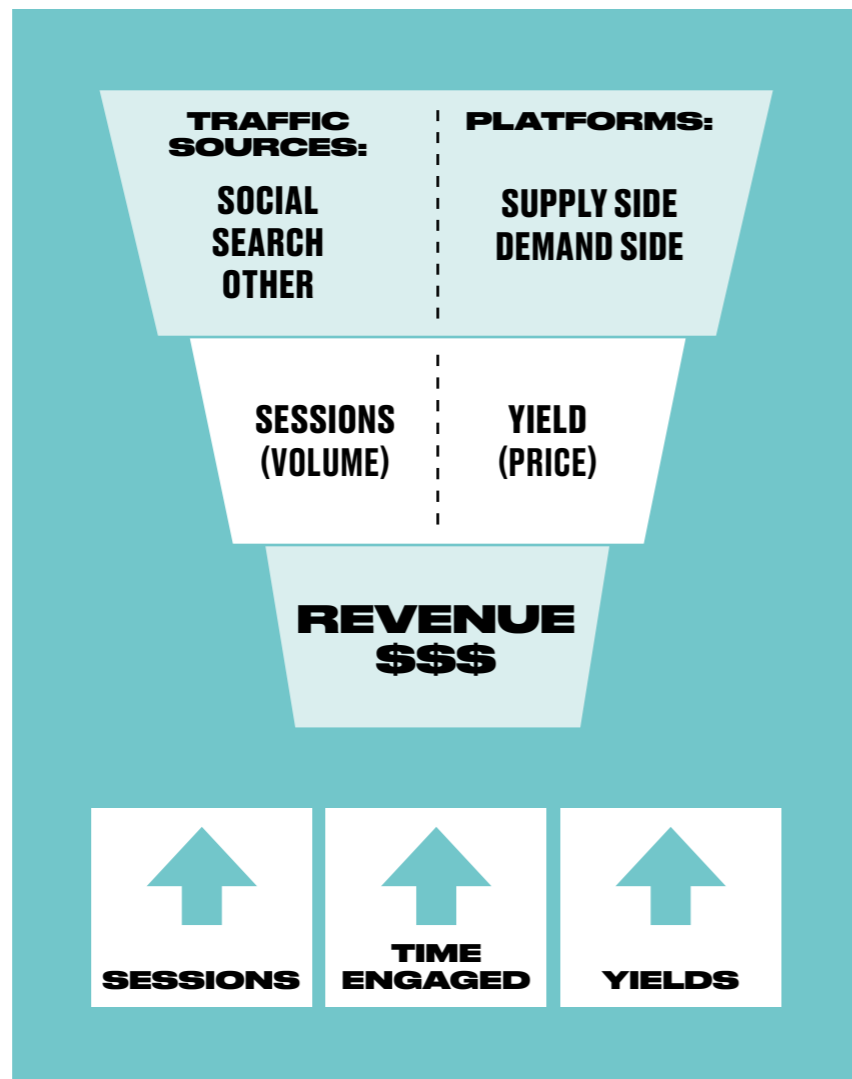 TRAFFIC
SOURCES:
SOCIAL
SEARCH
OTHER
PLATFORMS:
SUPPLY SIDE
DEMAND SIDE
SESSIONS
(VOLUME)
YIELD
(PRICE)
REVENUE
$$$
SESSIONS
TIME
ENGAGED
YIELDS